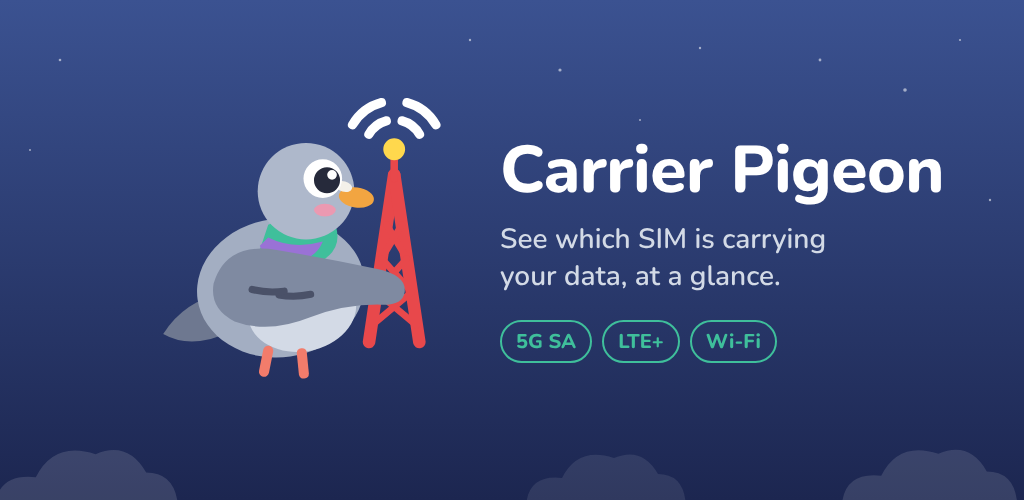 Carrier Pigeon
See which SIM is carrying
your data, at a glance.
5G SA LTE+ Wi-Fi